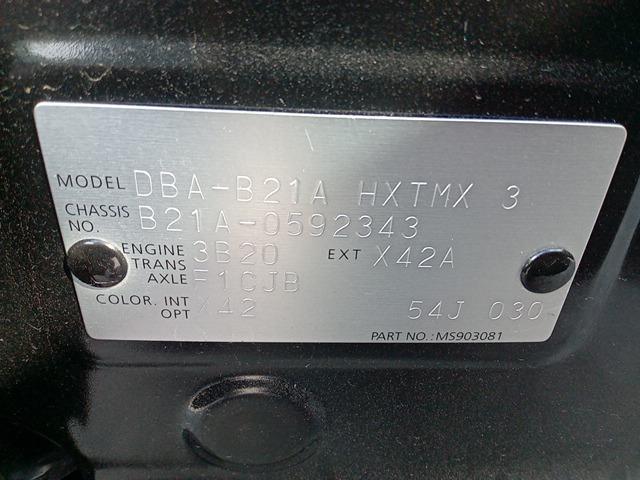 MODEL DBA-B21A HXTMX 3
CHASSIS NO. B21A-0592343
ENGINE 3B20 EXT X42A
TRANS AXLE F1CJB
COLOR. INT X42 54J 030
OPT
PART NO.: MS903081